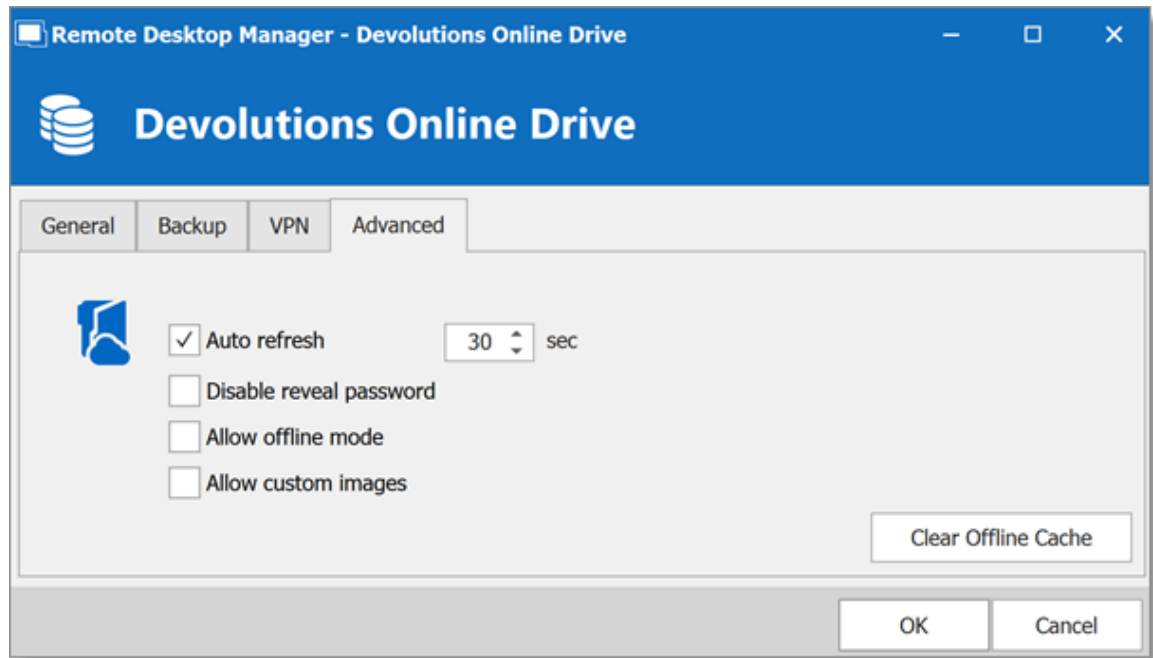 Remote Desktop Manager - Devolutions Online Drive
Devolutions Online Drive
General Backup VPN Advanced
Auto refresh 30 sec
Disable reveal password
Allow offline mode
Allow custom images
Clear Offline Cache
OK Cancel